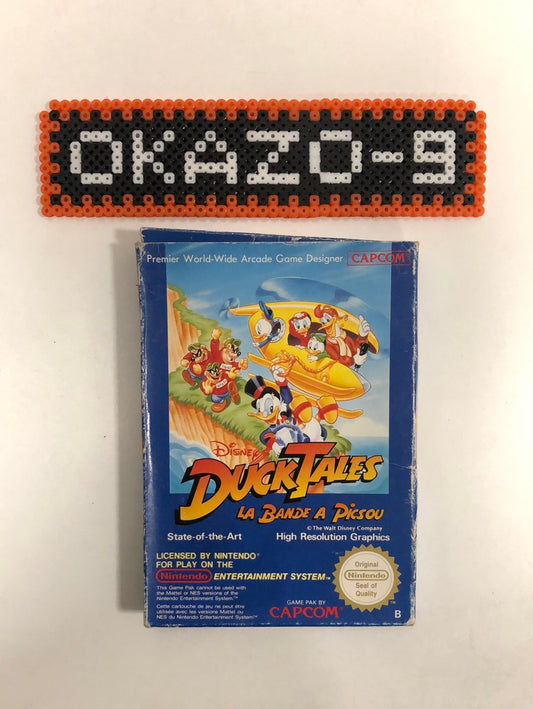 OKAZO-9
Premier World-Wide Arcade Game Designer CAPCOM
Disney
DUCKTALES
LA BANDE A PICSOU
© The Walt Disney Company
State-of-the-Art High Resolution Graphics
LICENSED BY NINTENDO®
FOR PLAY ON THE
Nintendo ENTERTAINMENT SYSTEM™
This Game Pak cannot be used with
the Mattel or NES versions of the
Nintendo Entertainment System™
Cette cartouche de jeu ne peut être
utilisée avec les versions Mattel ou
NES du Nintendo Entertainment System™
GAME PAK BY
CAPCOM
Original
Nintendo
Seal of
Quality
TM
B